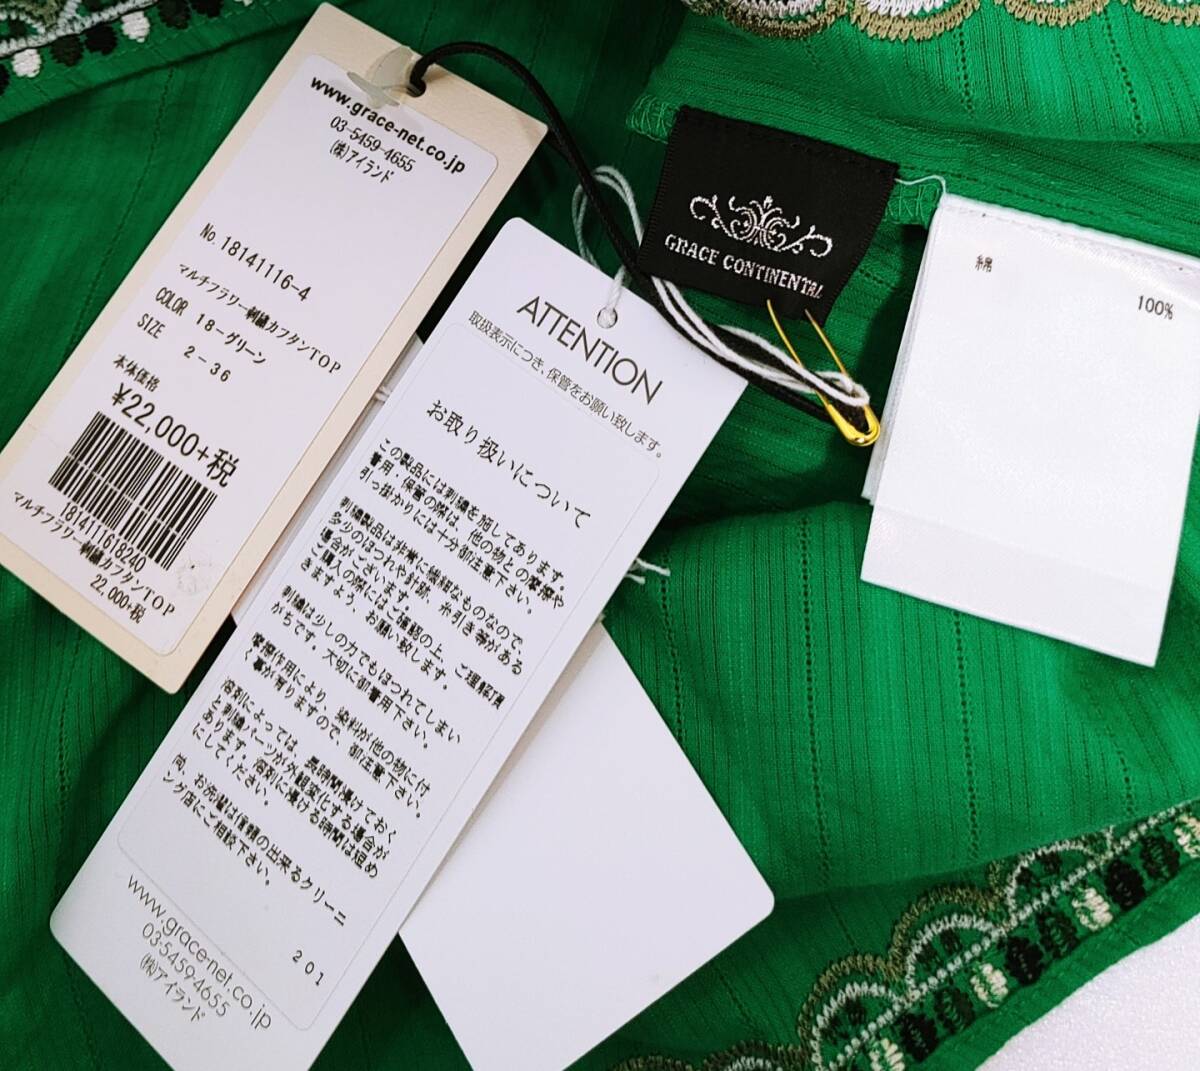 www.grace-net.co.jp
03-5459-4655
(株)アイランド
No.18141116-4
マルチフラワー刺繍カフタンTOP
COLOR 18-グリーン
SIZE 2-36
本体価格
¥22,000+税
1814111618240
マルチフラワー刺繍カフタンTOP
22,000+税
ATTENTION
取扱表示につき、保管をお願い致します。
お取り扱いについて
この製品には刺繍を施してあります。
着用・保管の際は、他の物との摩擦や
引っ掛かりには十分御注意下さい。
刺繍製品は非常に繊細なものなので、
多少のほつれや針跡、糸引き等がある
場合がございます。
ご購入の際にはご確認の上、ご理解頂
きますよう、お願い致します。
刺繍は少しの力でもほつれてしまい
がちです。大切に御着用下さい。
摩擦作用により、染料が他の物に付
く事が有りますので、御注意下さい。
溶剤によっては、長時間漬けておく
と刺繍パーツが外観変化する場合が
あります。溶剤に漬ける時間は短め
にしてください。
尚、お洗濯は信頼の出来るクリーニ
ング店にご相談下さい。
201
www.grace-net.co.jp
03-5459-4655
(株)アイランド
GRACE CONTINENTAL
綿 100%